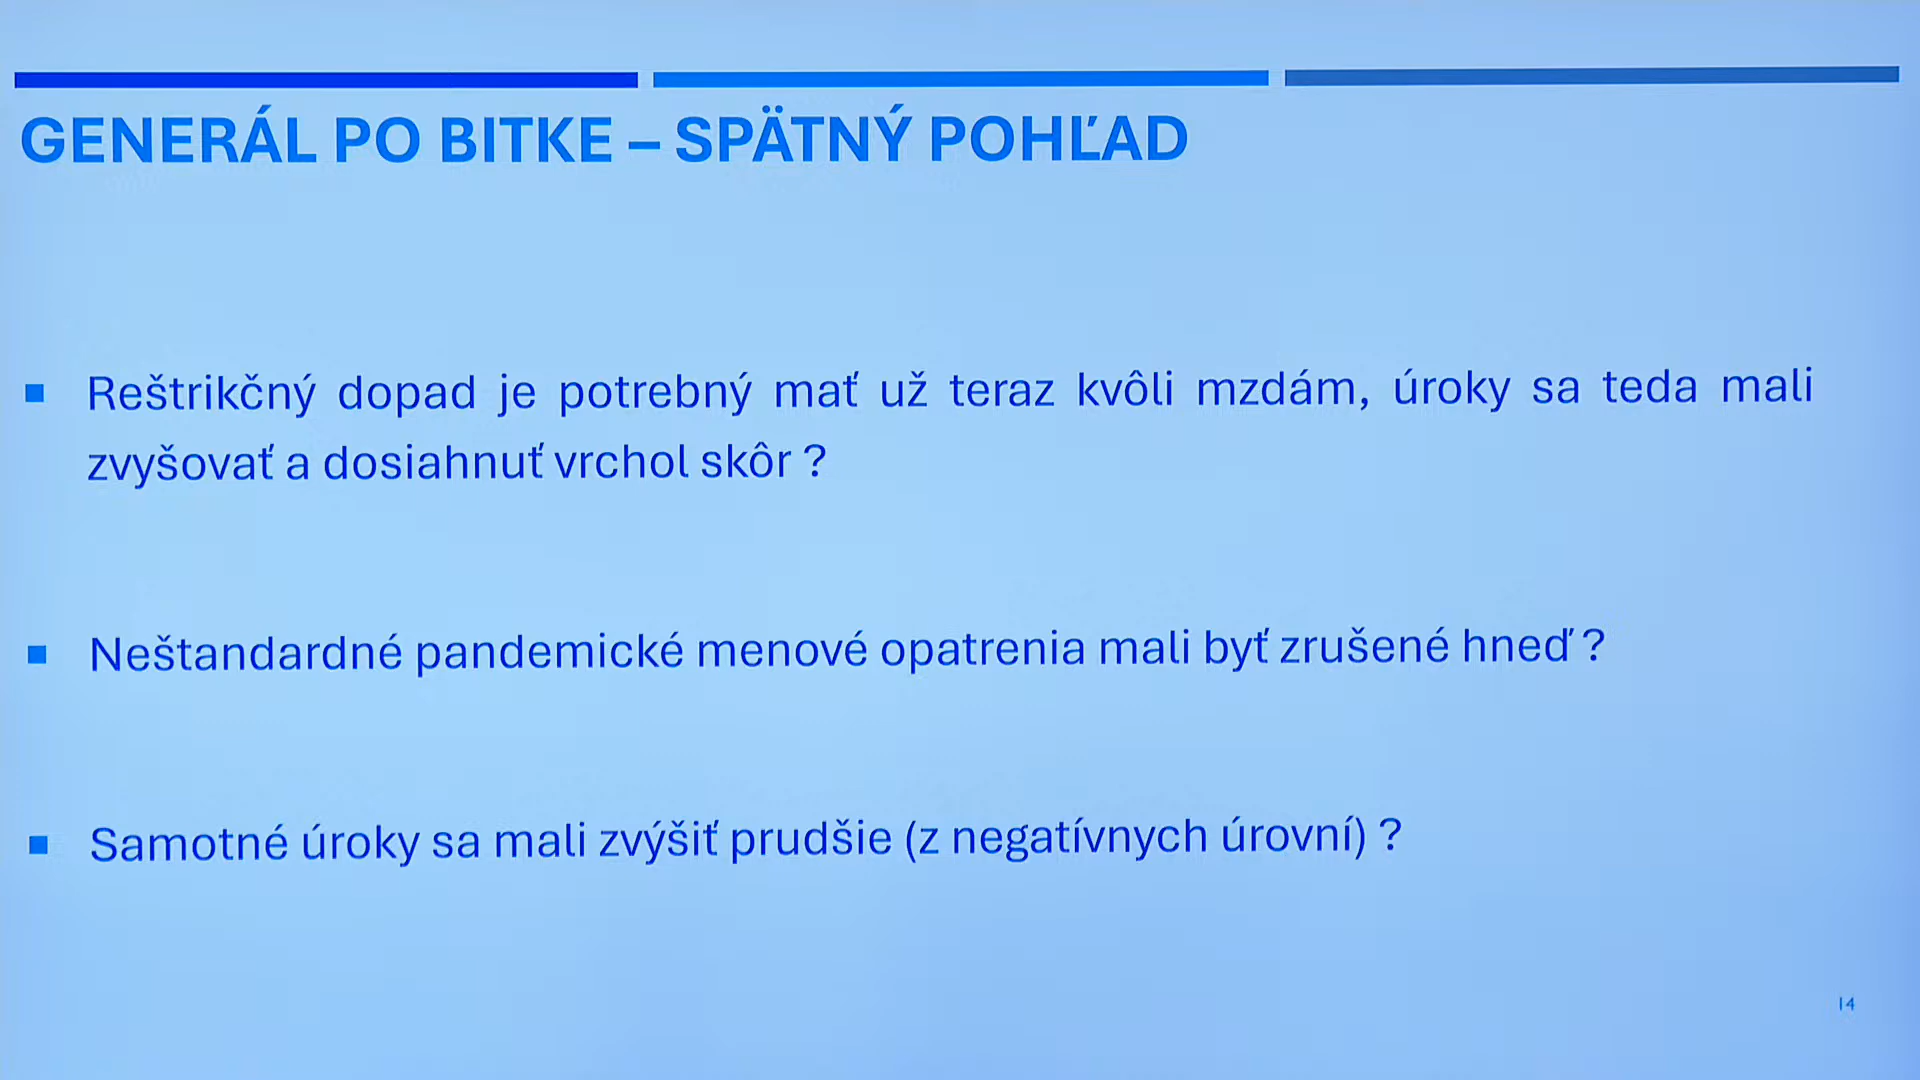 GENERÁL PO BITKE – SPÄTNÝ POHĽAD
▪ Reštrikčný dopad je potrebný mať už teraz kvôli mzdám, úroky sa teda mali
zvyšovať a dosiahnuť vrchol skôr ?
▪ Neštandardné pandemické menové opatrenia mali byť zrušené hneď ?
▪ Samotné úroky sa mali zvýšiť prudšie (z negatívnych úrovní) ?
14